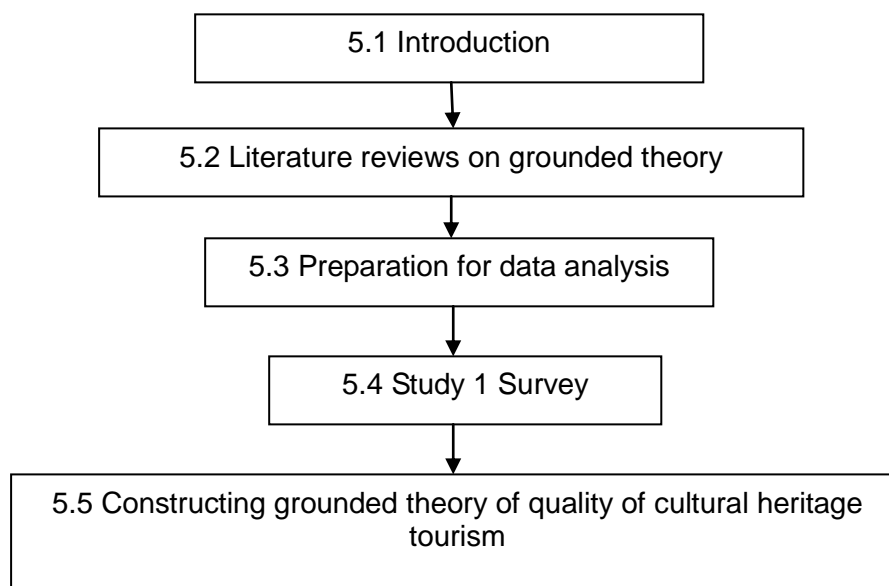 5.1 Introduction
5.2 Literature reviews on grounded theory
5.3 Preparation for data analysis
5.4 Study 1 Survey
5.5 Constructing grounded theory of quality of cultural heritage
tourism